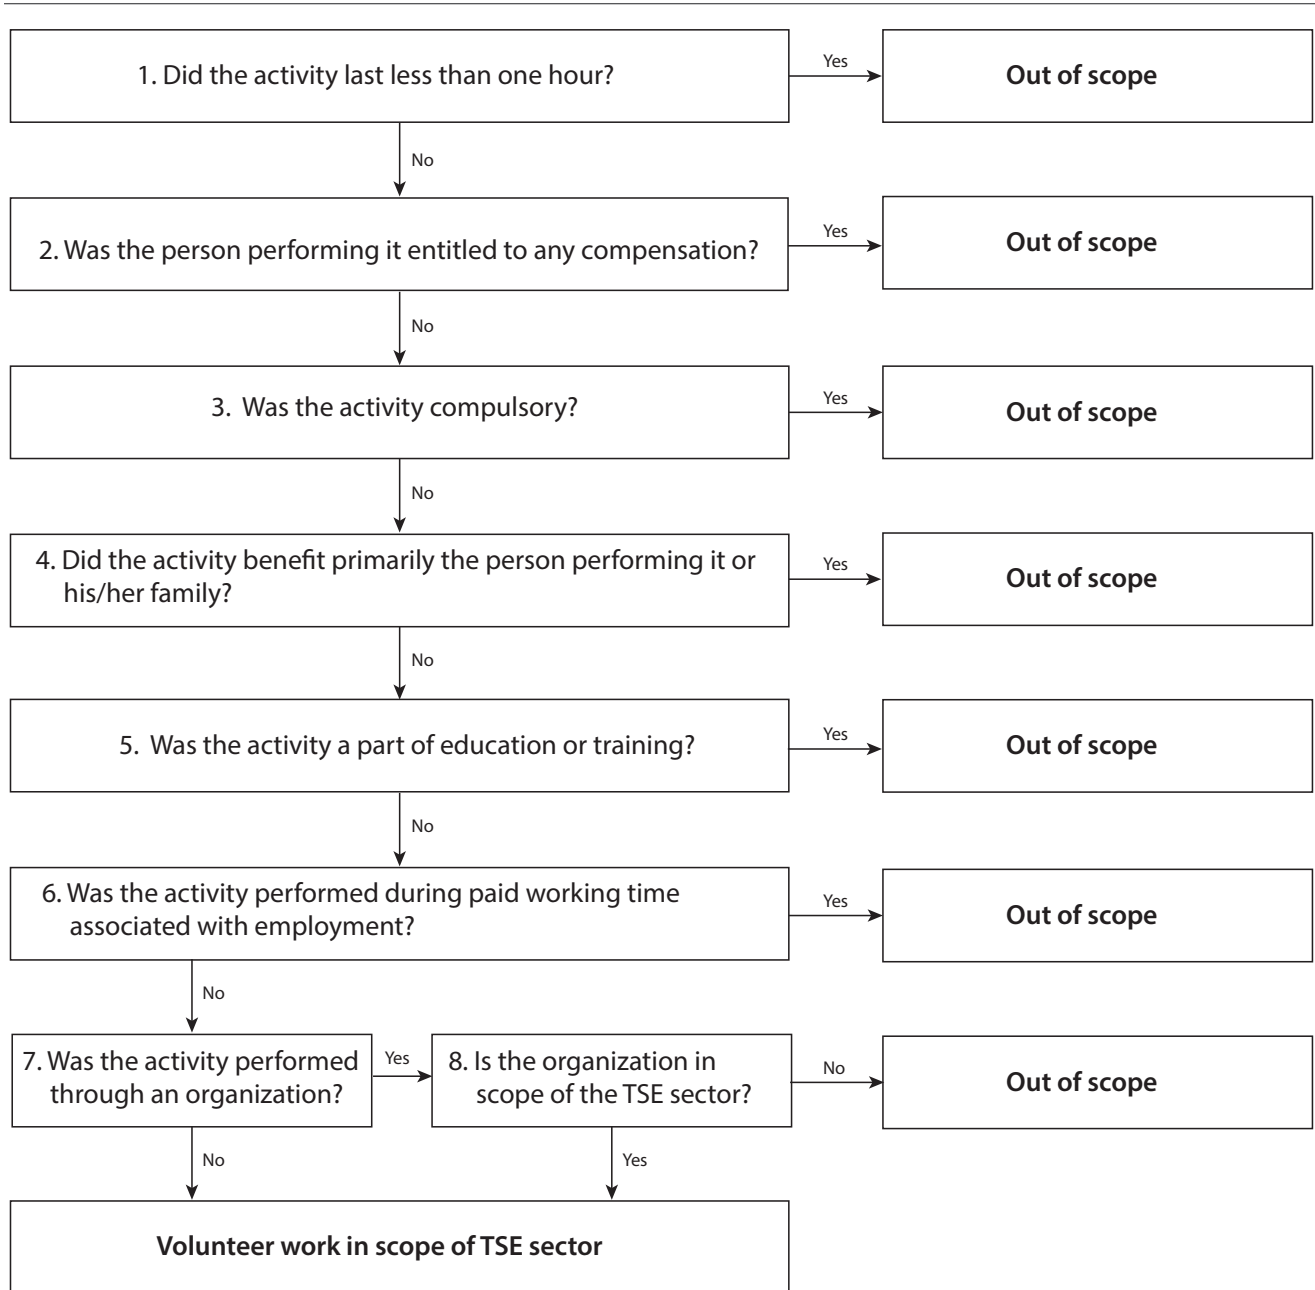 1. Did the activity last less than one hour?
Yes
Out of scope
No
2. Was the person performing it entitled to any compensation?
Yes
Out of scope
No
3. Was the activity compulsory?
Yes
Out of scope
No
4. Did the activity benefit primarily the person performing it or
his/her family?
Yes
Out of scope
No
5. Was the activity a part of education or training?
Yes
Out of scope
No
6. Was the activity performed during paid working time
associated with employment?
Yes
Out of scope
No
7. Was the activity performed
through an organization?
Yes
8. Is the organization in
scope of the TSE sector?
No
Out of scope
No
Yes
Volunteer work in scope of TSE sector